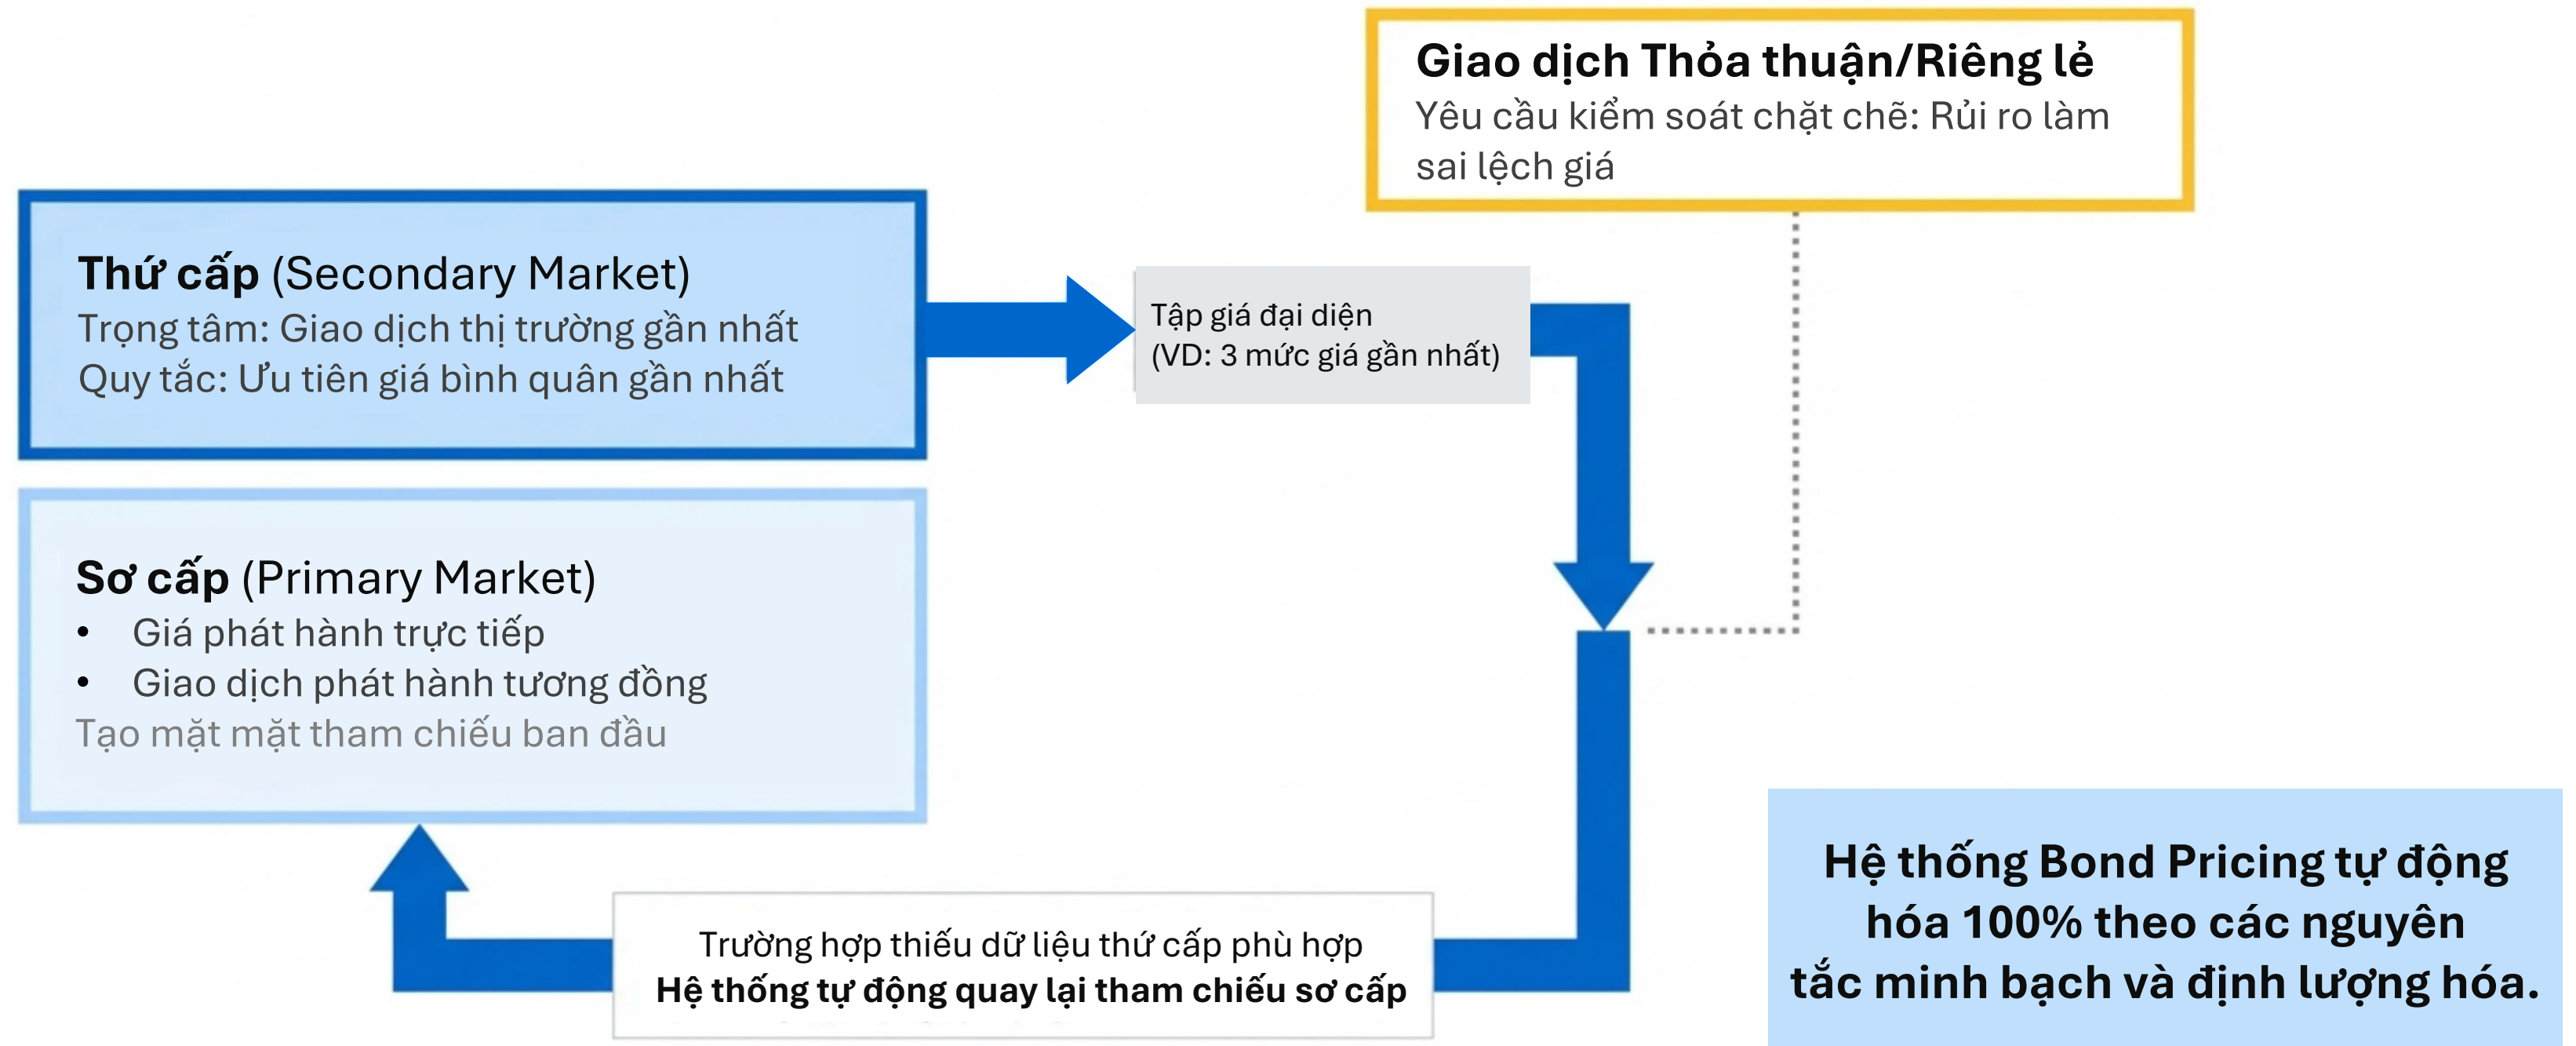 Giao dịch Thỏa thuận/Riêng lẻ
Yêu cầu kiểm soát chặt chẽ: Rủi ro làm
sai lệch giá
Thứ cấp (Secondary Market)
Trọng tâm: Giao dịch thị trường gần nhất
Quy tắc: Ưu tiên giá bình quân gần nhất
Tập giá đại diện
(VD: 3 mức giá gần nhất)
Sơ cấp (Primary Market)
• Giá phát hành trực tiếp
• Giao dịch phát hành tương đồng
Tạo mặt mặt tham chiếu ban đầu
Trường hợp thiếu dữ liệu thứ cấp phù hợp
Hệ thống tự động quay lại tham chiếu sơ cấp
Hệ thống Bond Pricing tự động
hóa 100% theo các nguyên
tắc minh bạch và định lượng hóa.